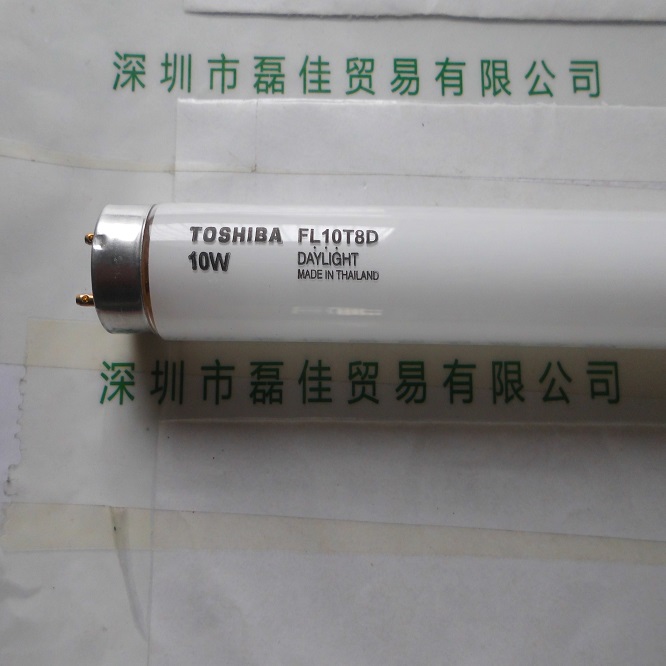 深圳市磊佳贸易有限公司
TOSHIBA FL10T8D
10W DAYLIGHT
MADE IN THAILAND
深圳市磊佳贸易有限公司